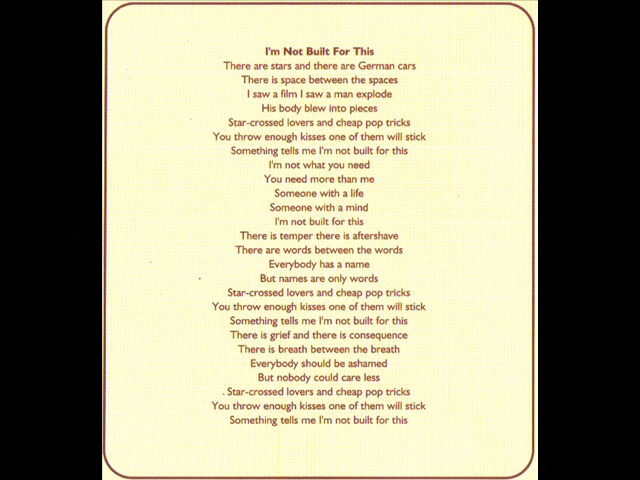 I'm Not Built For This
There are stars and there are German cars
There is space between the spaces
I saw a film I saw a man explode
His body blew into pieces
Star-crossed lovers and cheap pop tricks
You throw enough kisses one of them will stick
Something tells me I'm not built for this
I'm not what you need
You need more than me
Someone with a life
Someone with a mind
I'm not built for this
There is temper there is aftershave
There are words between the words
Everybody has a name
But names are only words
Star-crossed lovers and cheap pop tricks
You throw enough kisses one of them will stick
Something tells me I'm not built for this
There is grief and there is consequence
There is breath between the breath
Everybody should be ashamed
But nobody could care less
Star-crossed lovers and cheap pop tricks
You throw enough kisses one of them will stick
Something tells me I'm not built for this